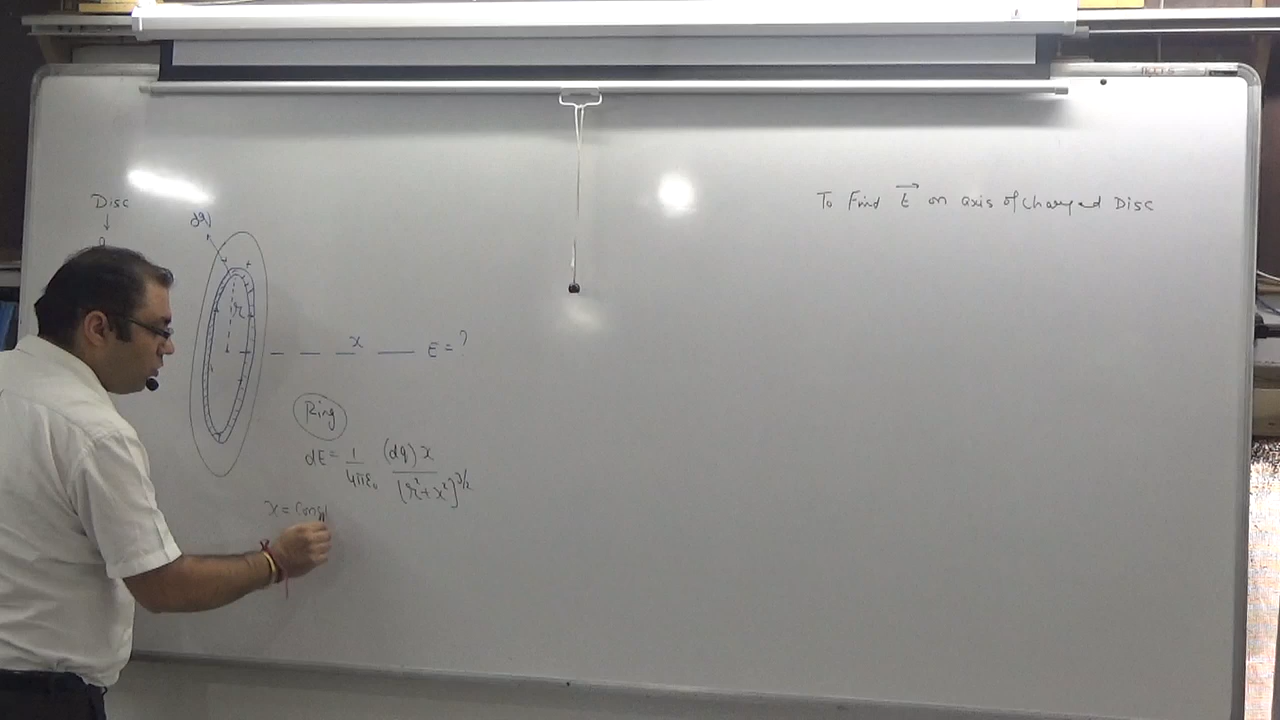 To Find E→ on axis of charged Disc
Disc
↓
dq
r
x
E = ?
Ring
dE = 1/4πε₀ (dq)x/[r²+x²]^3/2
x = Const